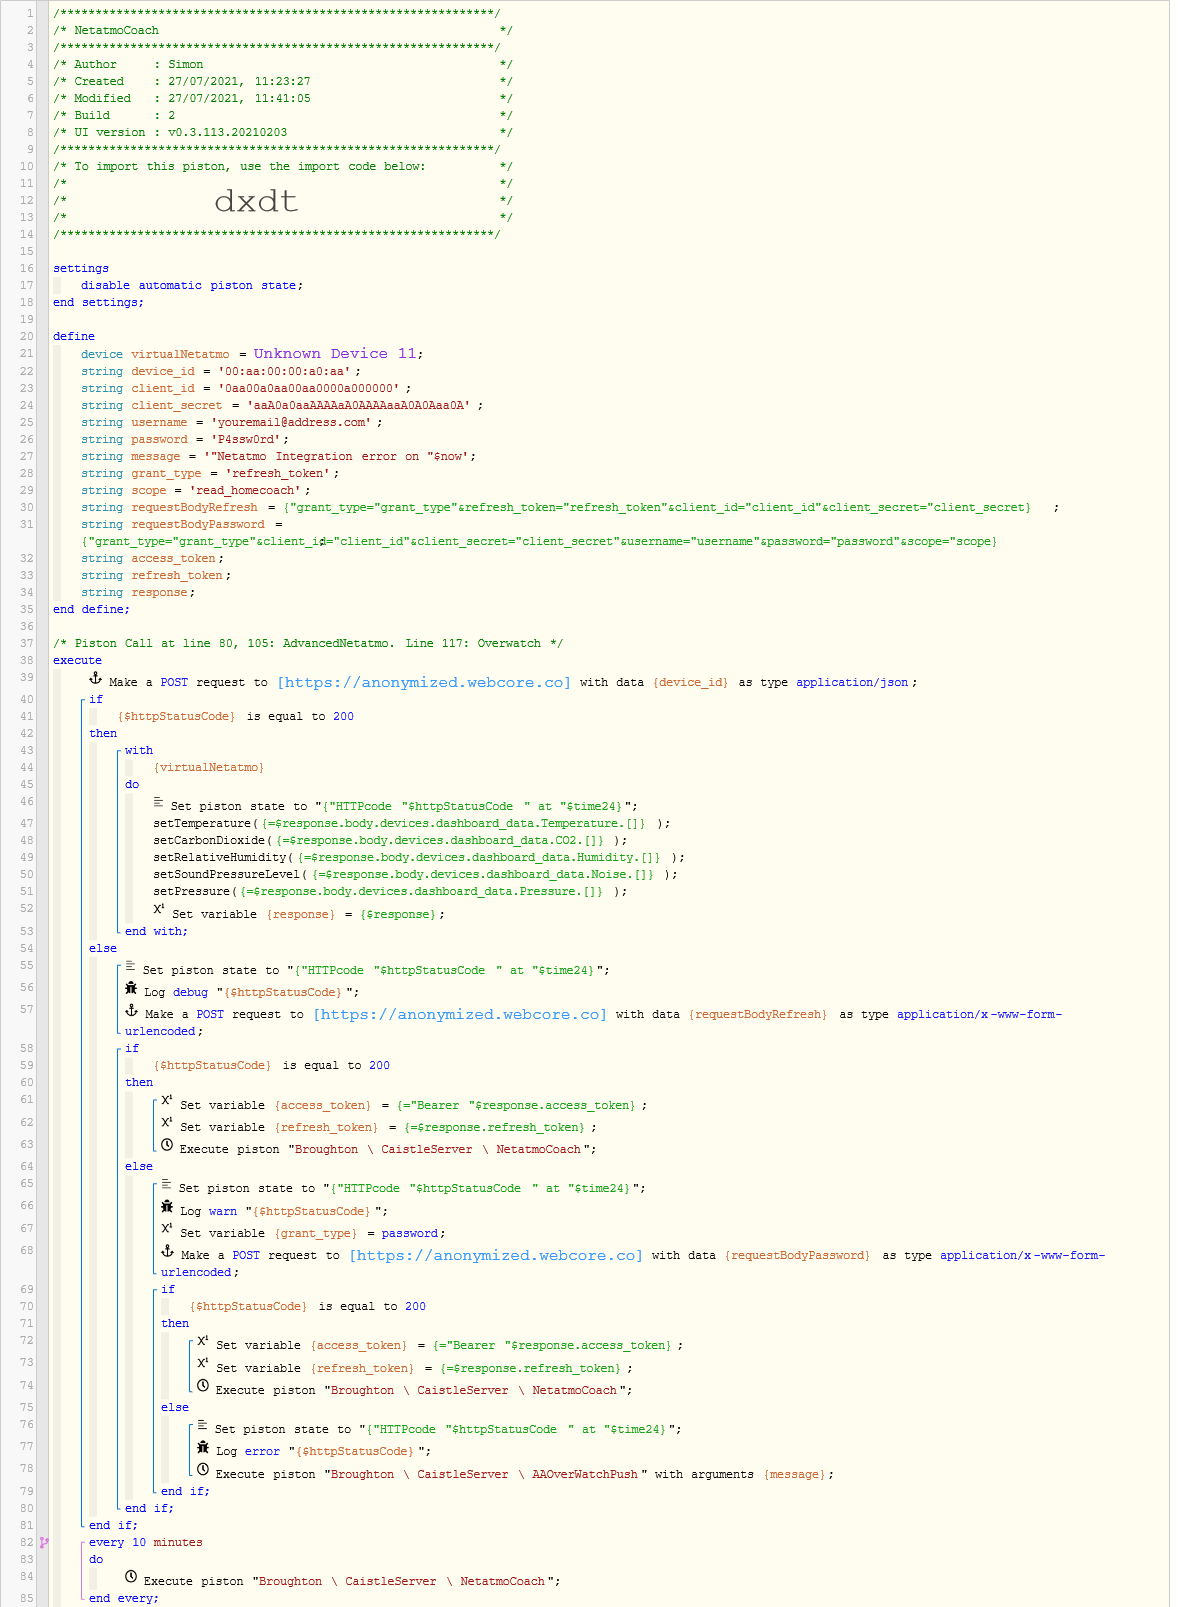 1 /**************************************************************/
2 /* NetatmoCoach */
3 /**************************************************************/
4 /* Author : Simon */
5 /* Created : 27/07/2021, 11:23:27 */
6 /* Modified : 27/07/2021, 11:41:05 */
7 /* Build : 2 */
8 /* UI version : v0.3.113.20210203 */
9 /**************************************************************/
10 /* To import this piston, use the import code below: */
11 /* */
12 /* dxdt */
13 /* */
14 /**************************************************************/
15
16 settings
17 disable automatic piston state;
18 end settings;
19
20 define
21 device virtualNetatmo = Unknown Device 11;
22 string device_id = '00:aa:00:00:a0:aa';
23 string client_id = '0aa00a0aa00aa0000a000000';
24 string client_secret = 'aaA0a0aaAAAAaA0AAAAaaA0A0Aaa0A';
25 string username = 'youremail@address.com';
26 string password = 'P4ssw0rd';
27 string message = '"Netatmo Integration error on "$now';
28 string grant_type = 'refresh_token';
29 string scope = 'read_homecoach';
30 string requestBodyRefresh = {"grant_type="grant_type"&refresh_token="refresh_token"&client_id="client_id"&client_secret="client_secret} ;
31 string requestBodyPassword =
{"grant_type="grant_type"&client_id="client_id"&client_secret="client_secret"&username="username"&password="password"&scope="scope}
;
32 string access_token;
33 string refresh_token;
34 string response;
35 end define;
36
37 /* Piston Call at line 80, 105: AdvancedNetatmo. Line 117: Overwatch */
38 execute
39 Make a POST request to [https://anonymized.webcore.co] with data {device_id} as type application/json;
40 if
41 {$httpStatusCode} is equal to 200
42 then
43 with
44 {virtualNetatmo}
45 do
46 Set piston state to "{"HTTPcode "$httpStatusCode " at "$time24}";
47 setTemperature({=$response.body.devices.dashboard_data.Temperature.[]} );
48 setCarbonDioxide({=$response.body.devices.dashboard_data.CO2.[]} );
49 setRelativeHumidity({=$response.body.devices.dashboard_data.Humidity.[]} );
50 setSoundPressureLevel({=$response.body.devices.dashboard_data.Noise.[]} );
51 setPressure({=$response.body.devices.dashboard_data.Pressure.[]} );
52 X¹ Set variable {response} = {$response};
53 end with;
54 else
55 Set piston state to "{"HTTPcode "$httpStatusCode " at "$time24}";
56 Log debug "{$httpStatusCode}";
57 Make a POST request to [https://anonymized.webcore.co] with data {requestBodyRefresh} as type application/x-www-form-
urlencoded;
58 if
59 {$httpStatusCode} is equal to 200
60 then
61 X¹ Set variable {access_token} = {="Bearer "$response.access_token};
62 X¹ Set variable {refresh_token} = {=$response.refresh_token};
63 Execute piston "Broughton \ CaistleServer \ NetatmoCoach";
64 else
65 Set piston state to "{"HTTPcode "$httpStatusCode " at "$time24}";
66 Log warn "{$httpStatusCode}";
67 X¹ Set variable {grant_type} = password;
68 Make a POST request to [https://anonymized.webcore.co] with data {requestBodyPassword} as type application/x-www-form-
urlencoded;
69 if
70 {$httpStatusCode} is equal to 200
71 then
72 X¹ Set variable {access_token} = {="Bearer "$response.access_token};
73 X¹ Set variable {refresh_token} = {=$response.refresh_token};
74 Execute piston "Broughton \ CaistleServer \ NetatmoCoach";
75 else
76 Set piston state to "{"HTTPcode "$httpStatusCode " at "$time24}";
77 Log error "{$httpStatusCode}";
78 Execute piston "Broughton \ CaistleServer \ AAOverWatchPush" with arguments {message};
79 end if;
80 end if;
81 end if;
82 every 10 minutes
83 do
84 Execute piston "Broughton \ CaistleServer \ NetatmoCoach";
85 end every;